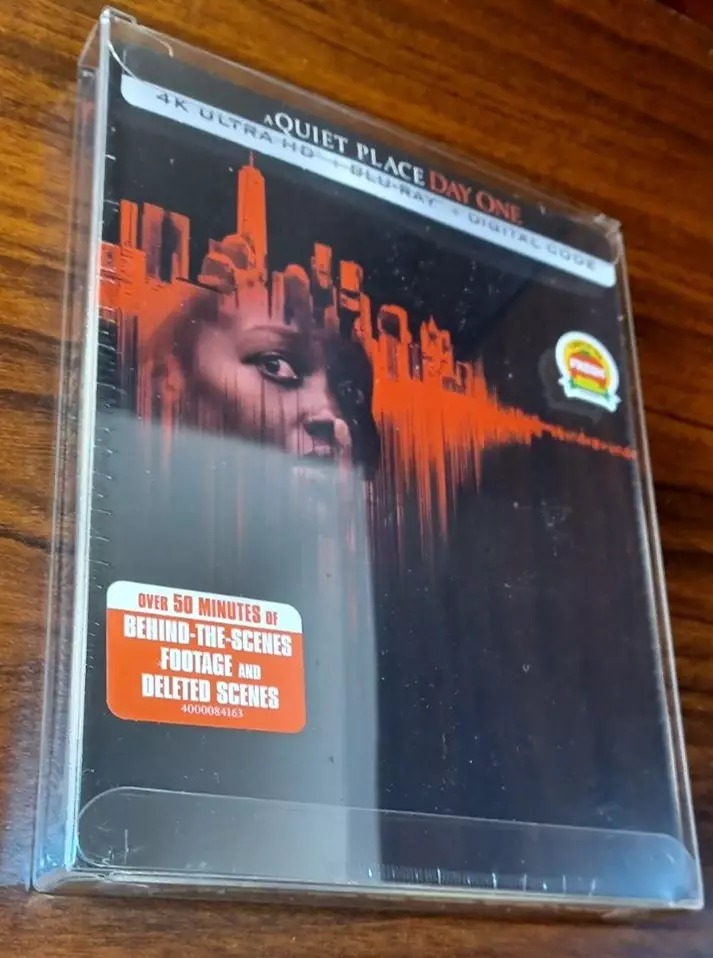 A QUIET PLACE DAY ONE
4K ULTRA HD + BLU-RAY + DIGITAL CODE
FRESH
OVER 50 MINUTES OF
BEHIND-THE-SCENES
FOOTAGE AND
DELETED SCENES
4000084163